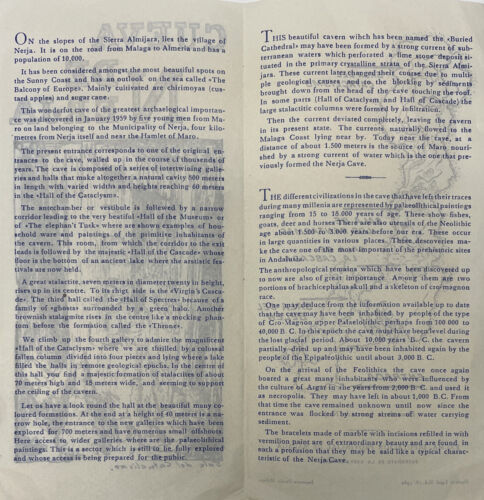 ON the slopes of the Sierra Almijara, lies the village of
Nerja. It is on the road from Malaga to Almeria and has a
population of 10,000.
It has been considered amongst the most beautiful spots on
the Sunny Coast and has an outlook on the sea called «The
Balcony of Europe». Mainly cultivated by chirimoyas (cus-
tard apples) and sugar cane.
This wonderful cave of the greatest archaelogical importan-
ce was discovered in January 1959 by five young men from Ma-
ro on land belonging to the Municipality of Nerja, four kilo-
metres from Nerja itself and near the Hamlet of Maro.
The present entrance corresponds to one of the original en-
trances to the cave, walled up in the course of thousands of
years. The cave is composed of a series of intertwining galle-
ries and halls that make altogether a natural cavity 800 meters
in length with varied widths and heights reaching 60 meters
in the «Hall of the Cataclysm».
The antechamber or vestibule is followed by a narrow
corridor leading to the very beatiful «Hall of the Museum» or
of «The elephan't Tusk» where are shown examples of hou-
sehold ware and paintings of the primitive inhabitants of
the cavern. This room, from which the corridor to the exit
leads is followed by the majestic «Hall of the Cascade» whose
floor is the bottom of an ancient lake where the artistic fes-
tivals are now held.
A great stalactite, seven metres in diameter twenty in height,
rises up in its centre. To its right side is the «Virgin's Casca-
de». The third hall called the «Hall of Spectres» because of a
family of «ghosts» surrounded by a green halo. Another
brownish stalagmite rises in the centre like a mocking phan-
tom before the formation called the «Throne».
We climb up the fourth gallery to admire the magnificent
«Hall of the Cataclysm» where we are thrilled; by a colossal
fallen column divided into four pieces and lying where a lake
filled the halls in remote geological epochs. In the centre of
this hall you find a majestic formation of stalactites of about
70 meters high and 18 meters wide, and seeming to support
the ceiling of the cavern.
Let us have a look round the hall at the beautiful many co-
loured formations. At the end at a height of 40 meters is a na-
rrow hole, the entrance to the new galleries which have been
explored for 700 meters and have numerous small offshoots.
Here access to wider galleries where are the palaeolithical
paintings. This is a sector which is still to be fully explored
and whose access is being prepared for the public.
THIS beautiful cavern which has been named the «Buried
Cathedral» may have been formed by a strong current of sub-
terranean waters which perforated a lime stone deposit si-
tuated in the primary crystalline strata of the Sierra Almi-
jara. These current later changed their course due to multi-
ple geological causes and to the blocking by sediments
brought down from the head of the cave touching the roof.
In some parts (Hall of Cataclysm and Hall of Cascade) the
large stalactitic columns were formed by infiltration.
Then the current deviated completely, leaving the cavern
in its present state. The currents naturally flowed to the
Malaga Coast lying near by. Today near the cave, at a
distance of about 1.500 meters is the source of Maro nouri-
shed by a strong current of water which is the one that pre-
viously formed the Nerja Cave.
THE different civilizations in the cave that have left their traces
during many millenia are represented by palaeolithical paintings
ranging from 15 to 18.000 years of age. These show fishes,
goats, deer and horses. There are also utensils of the Neolithic
age about 1.500 to 3.000 years before our era. These occur
in large quantities in various places. These discoveries ma-
ke the cave one of the most important of the prehistoric sites
in Andalusia.
The anthropological remains which have been discovered up
to now are also of great importance. Among them are two
portions of brachicephalic skull and a skeleton of cro-magnon
race.
One may deduce from the information available up to date
that the cave may have been inhabited by people of the type
of Cro-Magnon upper Palaeolithic perhaps from 100.000 to
40,000 B. C. In this epoch the cave must have been level during
the lost glacial period. About 10,000 years B. C. the cavern
partially dried up and may have been inhabited again by the
people of the Epipaleolithic until about 3,000 B. C.
On the arrival of the Feolithics the cave once again
loared a great many inhabitants who were influenced by
the culture of Argar in the years from 2,000 B. C. and used it
as necropolis. They may have left in about 1,000 B. C. From
that time the cave remained unknown until now since the
entrance was flocked by strong strems of water carrying
sediment.
The bracelets made of marble with incisions refilled in with
vermilion paint are of extraordinary beauty and are found, in
such a profusion that they may be said like a typical charac-
teristic of the Nerja Cave.